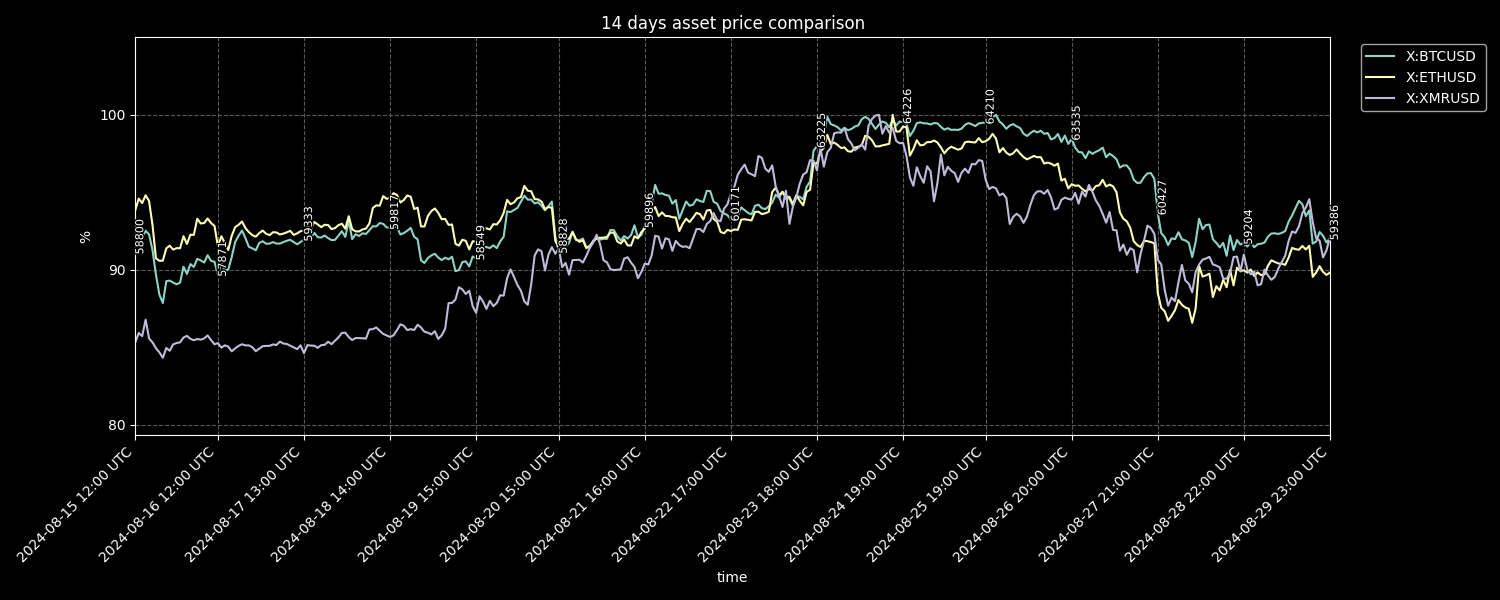 14 days asset price comparison
X:BTCUSD
X:ETHUSD
X:XMRUSD
%
100
90
80
58800
57871
59333
59817
58549
58828
59896
60171
63225
64226
64210
63535
60427
59204
59386
2024-08-15 12:00 UTC
2024-08-16 12:00 UTC
2024-08-17 13:00 UTC
2024-08-18 14:00 UTC
2024-08-19 15:00 UTC
2024-08-20 15:00 UTC
2024-08-21 16:00 UTC
2024-08-22 17:00 UTC
2024-08-23 18:00 UTC
2024-08-24 19:00 UTC
2024-08-25 19:00 UTC
2024-08-26 20:00 UTC
2024-08-27 21:00 UTC
2024-08-28 22:00 UTC
2024-08-29 23:00 UTC
time